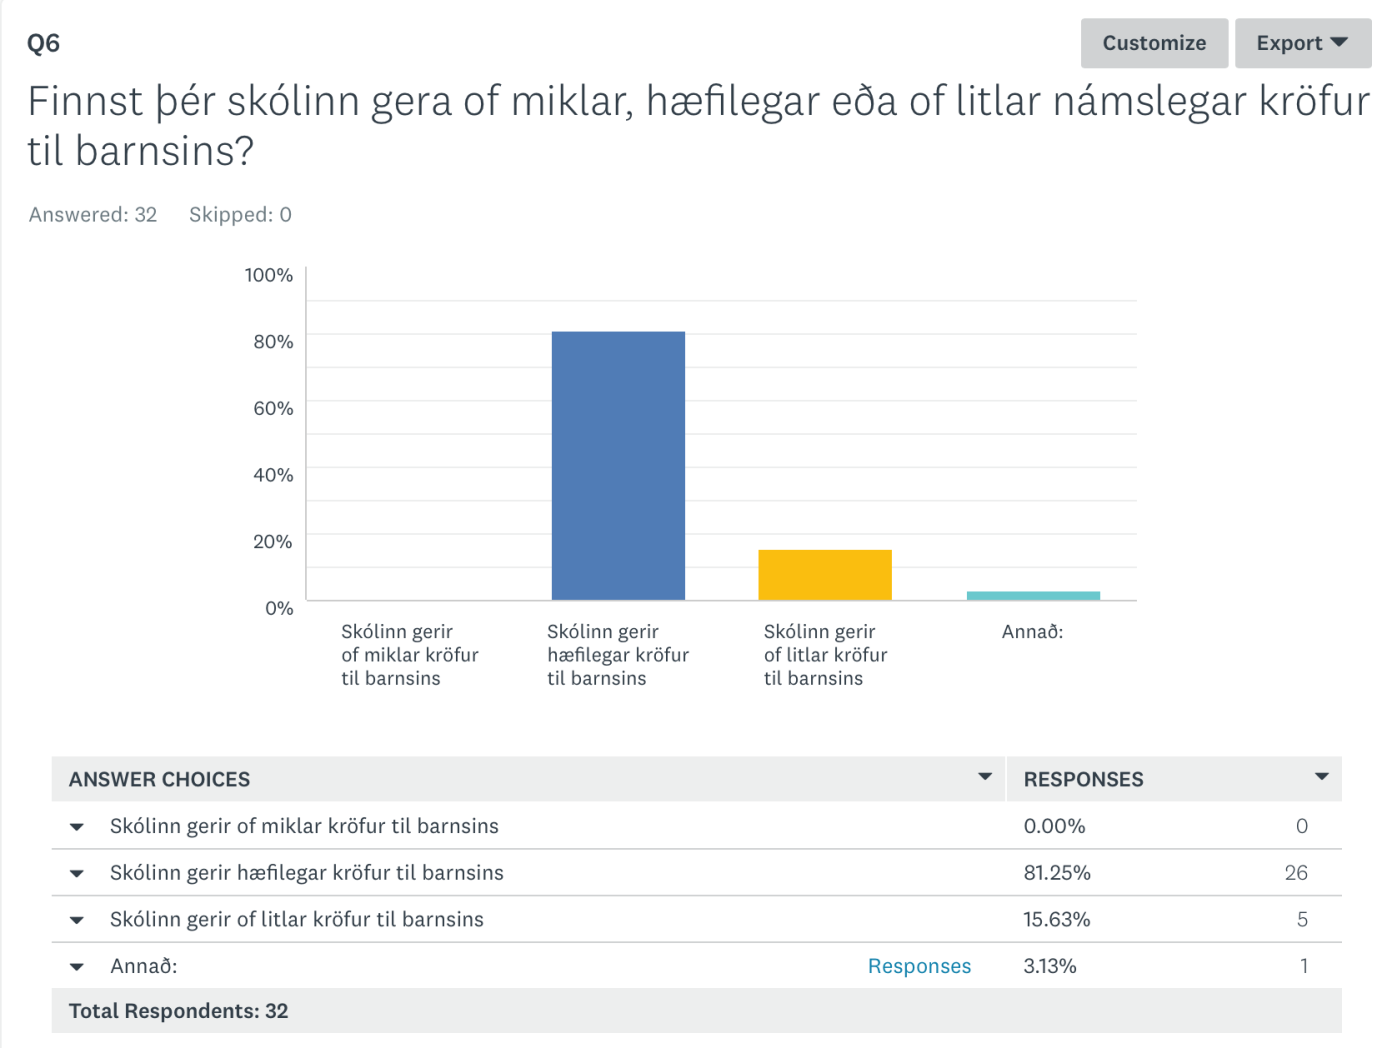 Q6
Customize
Export
Finnst þér skólinn gera of miklar, hæfilegar eða of litlar námslegar kröfur
til barnsins?
Answered: 32 Skipped: 0
100%
80%
60%
40%
20%
0%
Skólinn gerir
of miklar kröfur
til barnsins
Skólinn gerir
hæfilegar kröfur
til barnsins
Skólinn gerir
of litlar kröfur
til barnsins
Annað:
ANSWER CHOICES RESPONSES
Skólinn gerir of miklar kröfur til barnsins 0.00% 0
Skólinn gerir hæfilegar kröfur til barnsins 81.25% 26
Skólinn gerir of litlar kröfur til barnsins 15.63% 5
Annað: Responses 3.13% 1
Total Respondents: 32